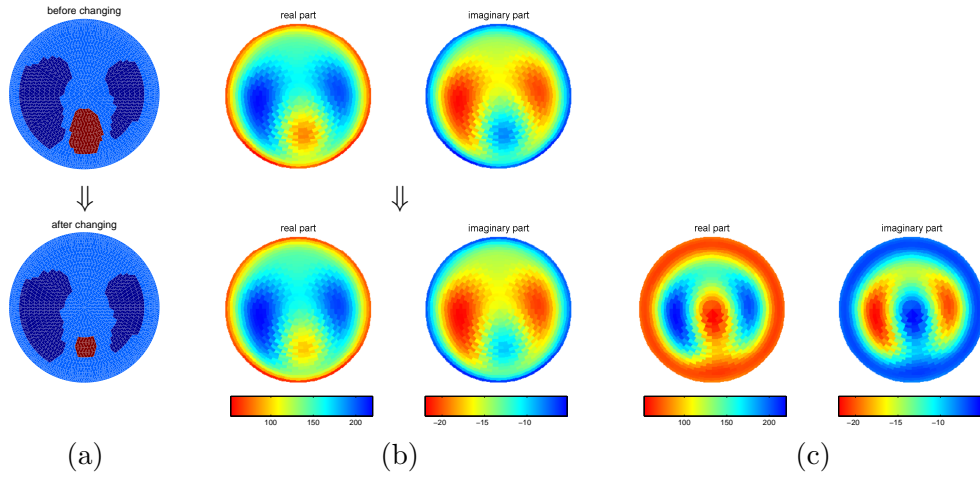 before changing
real part
imaginary part
⇓
⇓
after changing
real part
imaginary part
real part
imaginary part
100 150 200
−20 −15 −10
100 150 200
−20 −15 −10
(a)
(b)
(c)